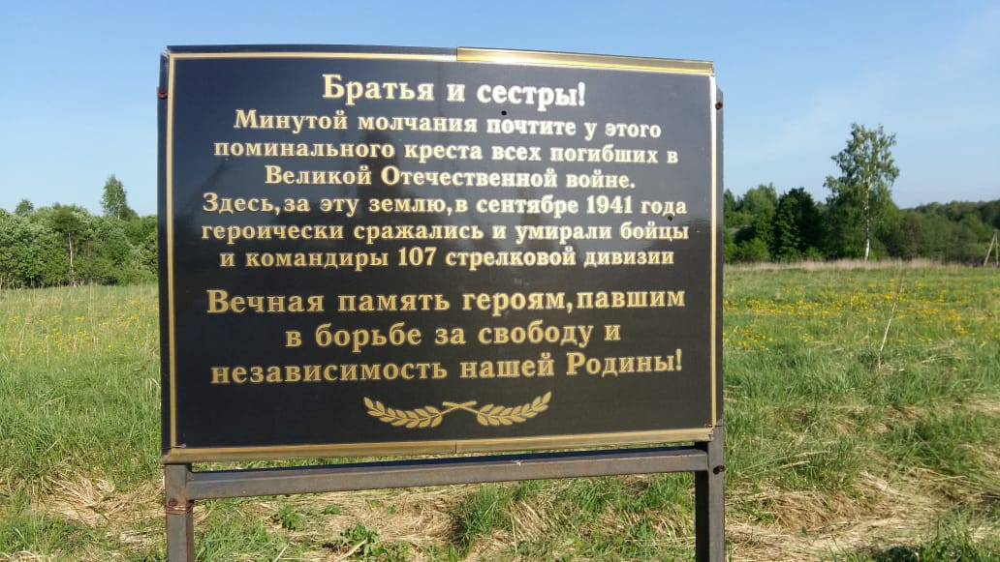 Братья и сестры!
Минутой молчания почтите у этого
поминального креста всех погибших в
Великой Отечественной войне.
Здесь,за эту землю,в сентябре 1941 года
героически сражались и умирали бойцы
и командиры 107 стрелковой дивизии
Вечная память героям,павшим
в борьбе за свободу и
независимость нашей Родины!